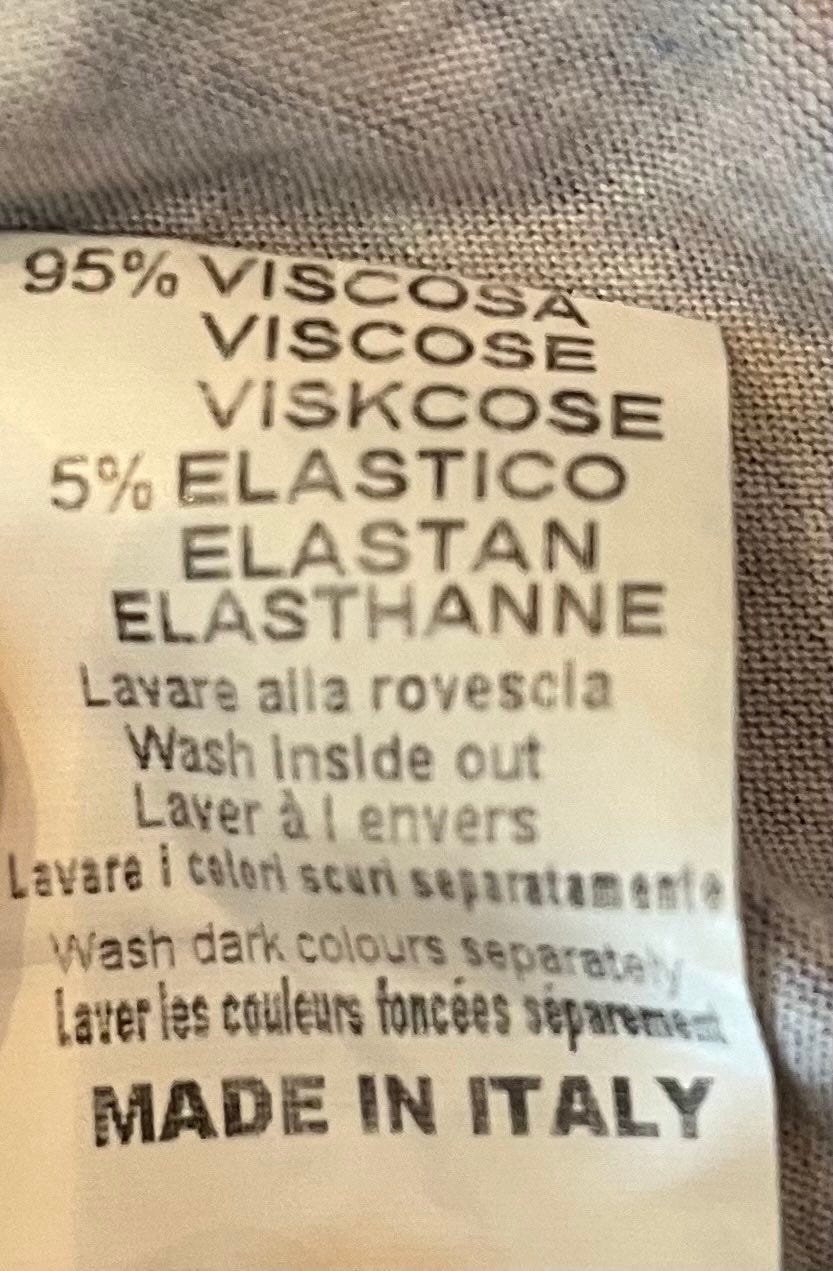 95% VISCOSA
VISCOSE
VISKCOSE
5% ELASTICO
ELASTAN
ELASTHANNE
Lavare alla rovescia
Wash inside out
Laver à l envers
Lavare i colori scuri separatamente
Wash dark colours separately
Laver les couleurs foncées séparement
MADE IN ITALY